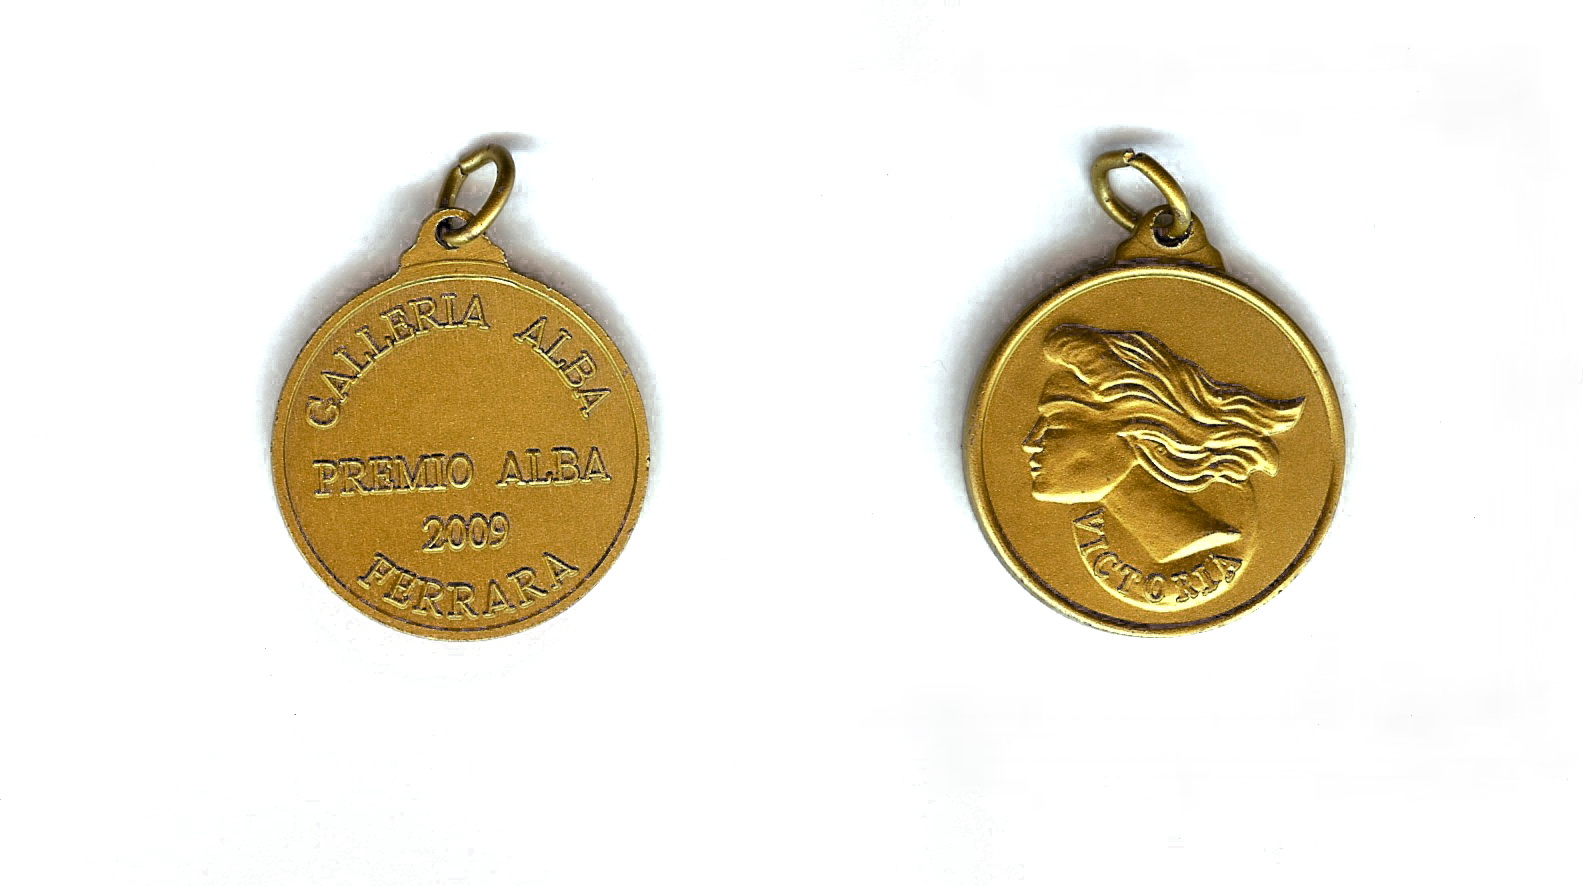 GALLERIA ALBA
PREMIO ALBA
2009
FERRARA
VICTORIA